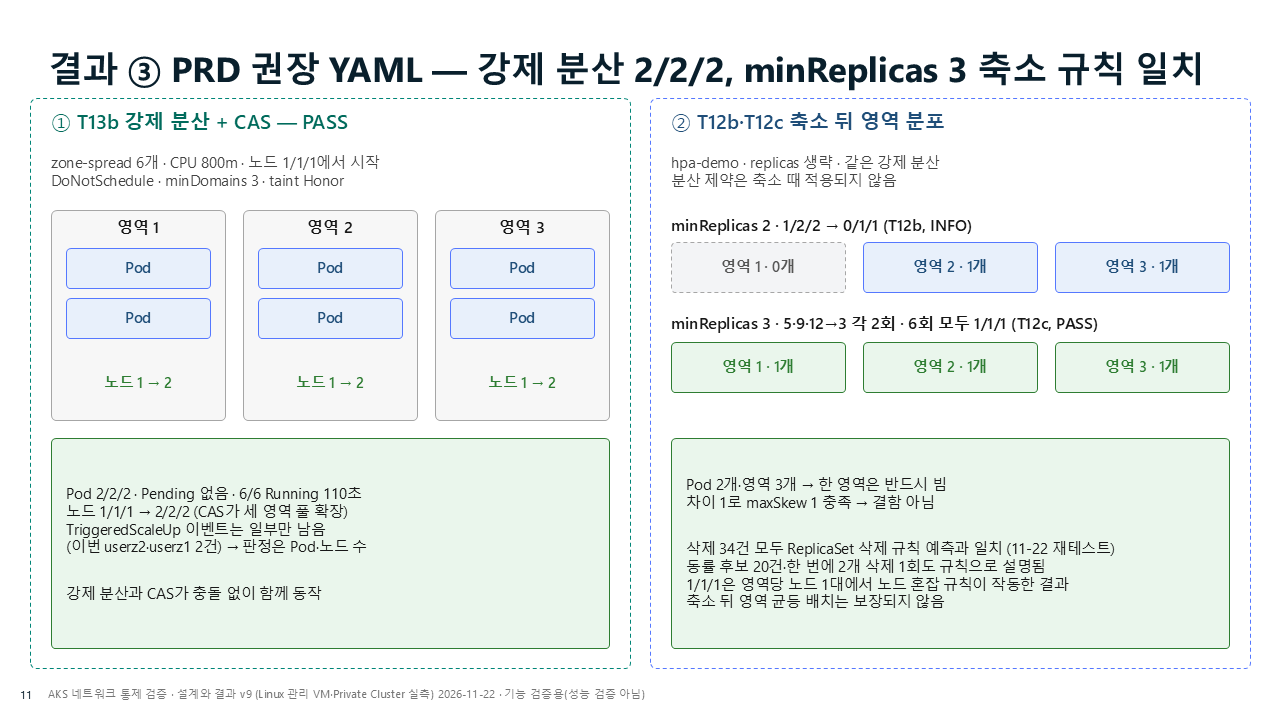 결과 ③ PRD 권장 YAML — 강제 분산 2/2/2, minReplicas 3 축소 규칙 일치
① T13b 강제 분산 + CAS — PASS
zone-spread 6개 · CPU 800m · 노드 1/1/1에서 시작
DoNotSchedule · minDomains 3 · taint Honor
영역 1
영역 2
영역 3
Pod
Pod
Pod
Pod
Pod
Pod
노드 1 → 2
노드 1 → 2
노드 1 → 2
Pod 2/2/2 · Pending 없음 · 6/6 Running 110초
노드 1/1/1 → 2/2/2 (CAS가 세 영역 풀 확장)
TriggeredScaleUp 이벤트는 일부만 남음
(이번 userz2·userz1 2건) → 판정은 Pod·노드 수
강제 분산과 CAS가 충돌 없이 함께 동작
② T12b·T12c 축소 뒤 영역 분포
hpa-demo · replicas 생략 · 같은 강제 분산
분산 제약은 축소 때 적용되지 않음
minReplicas 2 · 1/2/2 → 0/1/1 (T12b, INFO)
영역 1 · 0개
영역 2 · 1개
영역 3 · 1개
minReplicas 3 · 5·9·12→3 각 2회 · 6회 모두 1/1/1 (T12c, PASS)
영역 1 · 1개
영역 2 · 1개
영역 3 · 1개
Pod 2개·영역 3개 → 한 영역은 반드시 빔
차이 1로 maxSkew 1 충족 → 결함 아님
삭제 34건 모두 ReplicaSet 삭제 규칙 예측과 일치 (11-22 재테스트)
동률 후보 20건·한 번에 2개 삭제 1회도 규칙으로 설명됨
1/1/1은 영역당 노드 1대에서 노드 혼잡 규칙이 작동한 결과
축소 뒤 영역 균등 배치는 보장되지 않음
11
AKS 네트워크 통제 검증 · 설계와 결과 v9 (Linux 관리 VM·Private Cluster 실측) 2026-11-22 · 기능 검증용(성능 검증 아님)